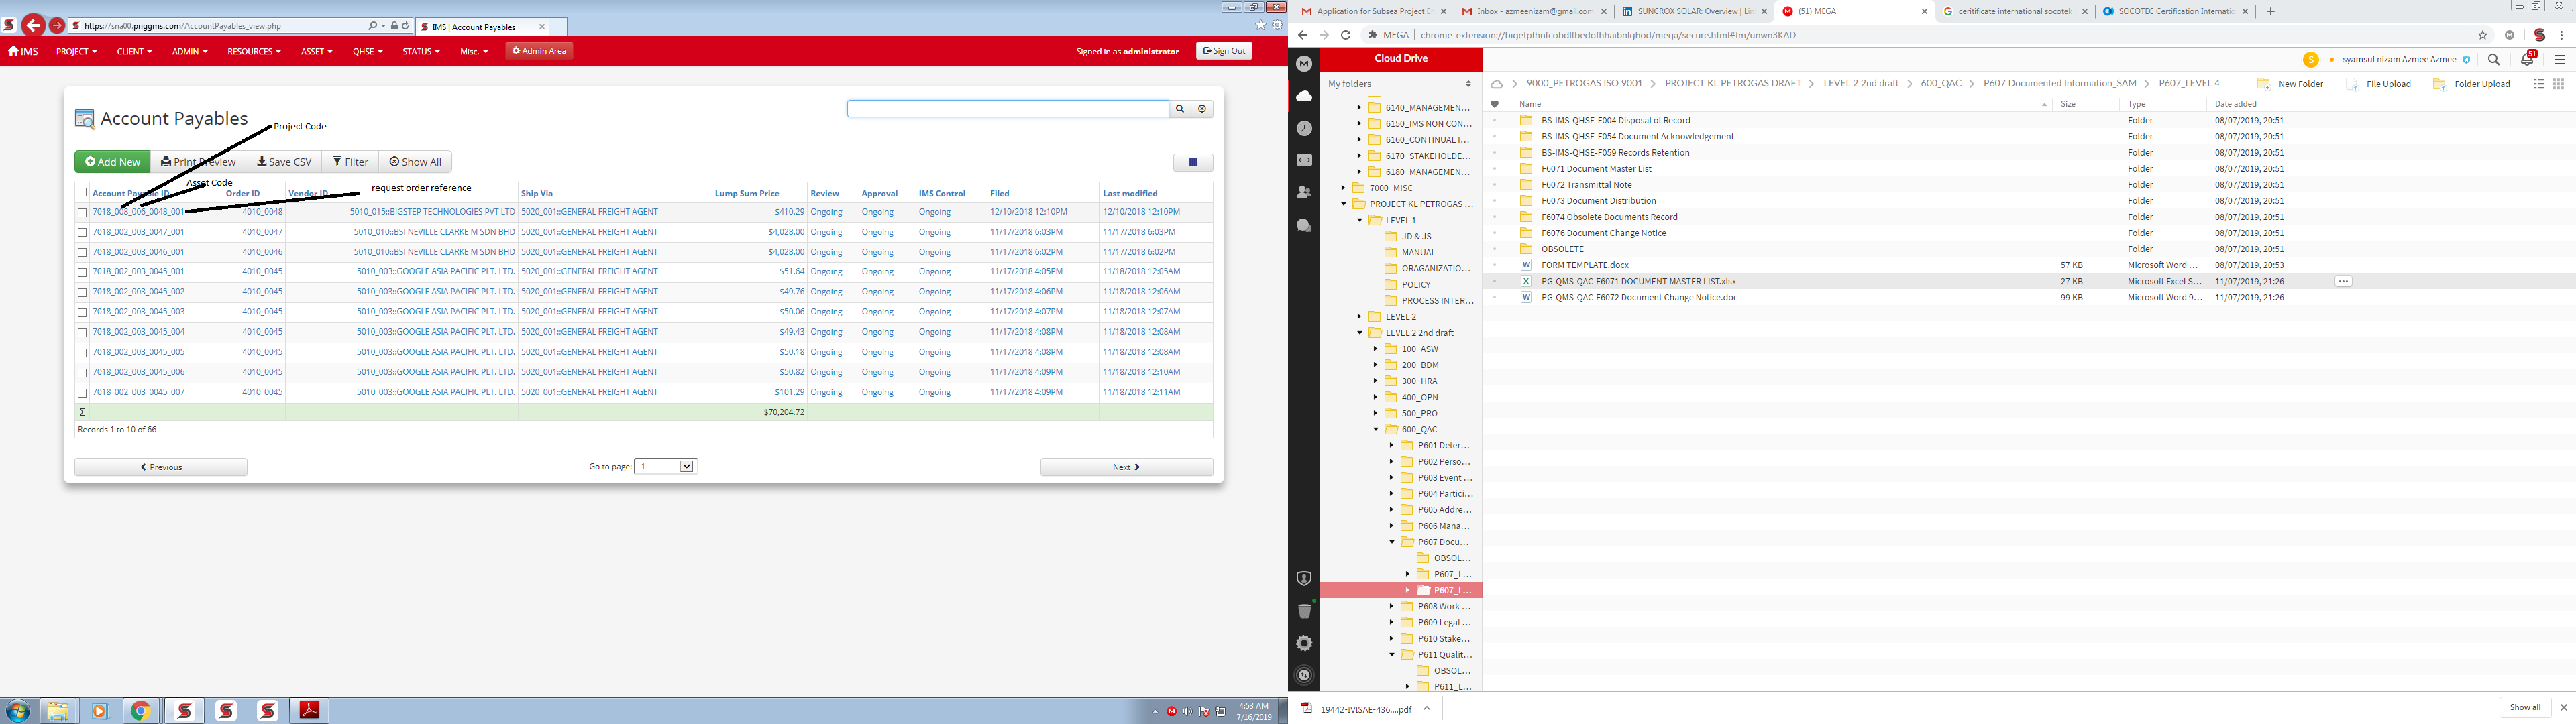 https://sna00.priggms.com/AccountPayables_view.php
IMS | Account Payables
IMS PROJECT CLIENT ADMIN RESOURCES ASSET QHSE STATUS Misc. Admin Area Signed in as administrator Sign Out
Account Payables
Project Code
Add New Print Preview Save CSV Filter Show All
Asset Code
request order reference
Account Payable ID Order ID Vendor ID Ship Via Lump Sum Price Review Approval IMS Control Filed Last modified
7018_008_006_0048_001 4010_0048 5010_015::BIGSTEP TECHNOLOGIES PVT LTD 5020_001::GENERAL FREIGHT AGENT $410.29 Ongoing Ongoing Ongoing 12/10/2018 12:10PM 12/10/2018 12:10PM
7018_002_003_0047_001 4010_0047 5010_010::BSI NEVILLE CLARKE M SDN BHD 5020_001::GENERAL FREIGHT AGENT $4,028.00 Ongoing Ongoing Ongoing 11/17/2018 6:03PM 11/17/2018 6:03PM
7018_002_003_0046_001 4010_0046 5010_010::BSI NEVILLE CLARKE M SDN BHD 5020_001::GENERAL FREIGHT AGENT $4,028.00 Ongoing Ongoing Ongoing 11/17/2018 6:02PM 11/17/2018 6:02PM
7018_002_003_0045_001 4010_0045 5010_003::GOOGLE ASIA PACIFIC PLT. LTD. 5020_001::GENERAL FREIGHT AGENT $51.64 Ongoing Ongoing Ongoing 11/17/2018 4:05PM 11/18/2018 12:05AM
7018_002_003_0045_002 4010_0045 5010_003::GOOGLE ASIA PACIFIC PLT. LTD. 5020_001::GENERAL FREIGHT AGENT $49.76 Ongoing Ongoing Ongoing 11/17/2018 4:06PM 11/18/2018 12:06AM
7018_002_003_0045_003 4010_0045 5010_003::GOOGLE ASIA PACIFIC PLT. LTD. 5020_001::GENERAL FREIGHT AGENT $50.06 Ongoing Ongoing Ongoing 11/17/2018 4:07PM 11/18/2018 12:07AM
7018_002_003_0045_004 4010_0045 5010_003::GOOGLE ASIA PACIFIC PLT. LTD. 5020_001::GENERAL FREIGHT AGENT $49.43 Ongoing Ongoing Ongoing 11/17/2018 4:08PM 11/18/2018 12:08AM
7018_002_003_0045_005 4010_0045 5010_003::GOOGLE ASIA PACIFIC PLT. LTD. 5020_001::GENERAL FREIGHT AGENT $50.18 Ongoing Ongoing Ongoing 11/17/2018 4:08PM 11/18/2018 12:08AM
7018_002_003_0045_006 4010_0045 5010_003::GOOGLE ASIA PACIFIC PLT. LTD. 5020_001::GENERAL FREIGHT AGENT $50.82 Ongoing Ongoing Ongoing 11/17/2018 4:09PM 11/18/2018 12:10AM
7018_002_003_0045_007 4010_0045 5010_003::GOOGLE ASIA PACIFIC PLT. LTD. 5020_001::GENERAL FREIGHT AGENT $101.29 Ongoing Ongoing Ongoing 11/17/2018 4:09PM 11/18/2018 12:11AM
Σ $70,204.72
Records 1 to 10 of 66
Previous Go to page: 1 Next
4:53 AM
7/16/2019
Application for Subsea Project En Inbox - azmeenizam@gmail.com SUNCROX SOLAR: Overview | Lin (51) MEGA ceritificate international socotek SOCOTEC Certification Internatio
MEGA | chrome-extension://bigefpfhnfcobdlfbedofhhaibnlghod/mega/secure.html#fm/unwn3KAD
Cloud Drive
S syamsul nizam Azmee Azmee 51
My folders
9000_PETROGAS ISO 9001 PROJECT KL PETROGAS DRAFT LEVEL 2 2nd draft 600_QAC P607 Documented Information_SAM P607_LEVEL 4 New Folder File Upload Folder Upload
6140_MANAGEMEN...
6150_IMS NON CON...
6160_CONTINUAL I...
6170_STAKEHOLDE...
6180_MANAGEMEN...
7000_MISC
PROJECT KL PETROGAS ...
LEVEL 1
JD & JS
MANUAL
ORAGANIZATIO...
POLICY
PROCESS INTER...
LEVEL 2
LEVEL 2 2nd draft
100_ASW
200_BDM
300_HRA
400_OPN
500_PRO
600_QAC
P601 Deter...
P602 Perso...
P603 Event ...
P604 Partici...
P605 Addre...
P606 Mana...
P607 Docu...
OBSOL...
P607_L...
P607_L...
P608 Work ...
P609 Legal ...
P610 Stake...
P611 Qualit...
OBSOL...
P611_L...
Name Size Type Date added
BS-IMS-QHSE-F004 Disposal of Record Folder 08/07/2019, 20:51
BS-IMS-QHSE-F054 Document Acknowledgement Folder 08/07/2019, 20:51
BS-IMS-QHSE-F059 Records Retention Folder 08/07/2019, 20:51
F6071 Document Master List Folder 08/07/2019, 20:51
F6072 Transmittal Note Folder 08/07/2019, 20:51
F6073 Document Distribution Folder 08/07/2019, 20:51
F6074 Obsolete Documents Record Folder 08/07/2019, 20:51
F6076 Document Change Notice Folder 08/07/2019, 20:51
OBSOLETE Folder 08/07/2019, 20:51
FORM TEMPLATE.docx 57 KB Microsoft Word ... 08/07/2019, 20:53
PG-QMS-QAC-F6071 DOCUMENT MASTER LIST.xlsx 27 KB Microsoft Excel S... 11/07/2019, 21:26
PG-QMS-QAC-F6072 Document Change Notice.doc 99 KB Microsoft Word 9... 11/07/2019, 21:26
19442-IVISAE-436....pdf Show all